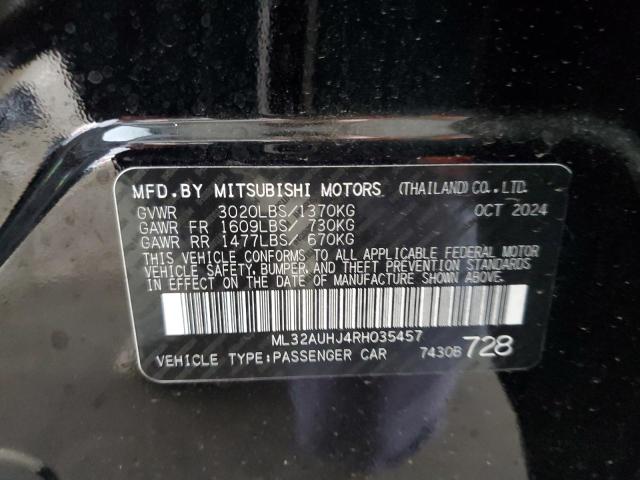 MFD.BY MITSUBISHI MOTORS (THAILAND)CO.,LTD.
GVWR 3020LBS/1370KG OCT 2024
GAWR FR 1609LBS/ 730KG
GAWR RR 1477LBS/ 670KG
THIS VEHICLE CONFORMS TO ALL APPLICABLE FEDERAL MOTOR
VEHICLE SAFETY, BUMPER, AND THEFT PREVENTION STANDARDS
IN EFFECT ON THE DATE OF MANUFACTURE SHOWN ABOVE.
ML32AUHJ4RH035457
VEHICLE TYPE:PASSENGER CAR 7430B 728